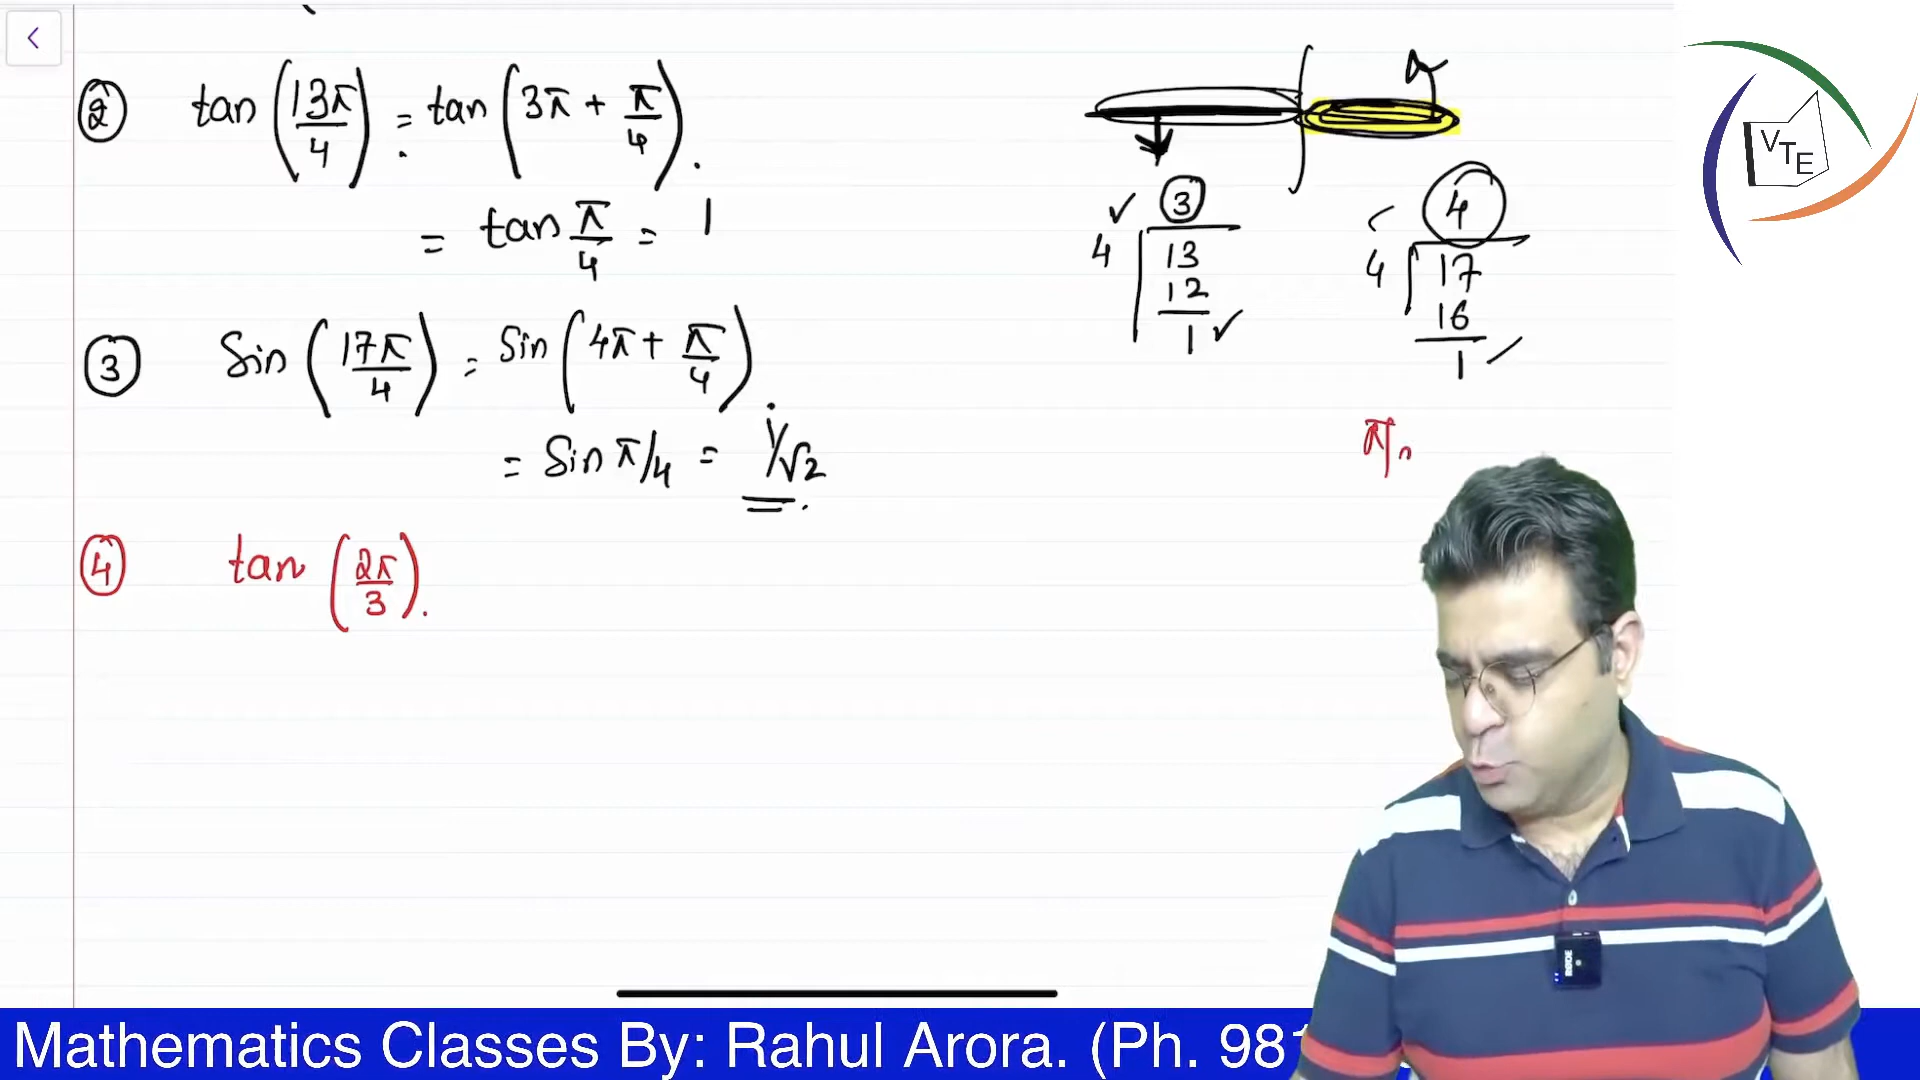 ② tan (13π/4) = tan (3π + π/4).
= tan π/4 = 1
③ Sin (17π/4) = Sin (4π + π/4).
= Sin π/4 = 1/√2
④ tan (2π/3).
✓ 3
4 13
12
1 ✓
4
4 17
16
1
VTE
RØDE
Mathematics Classes By: Rahul Arora. (Ph. 981